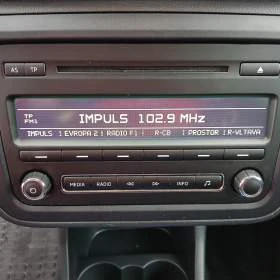 AS TP
IMPULS 102.9 MHz
TP
FM1
IMPULS 1 EVROPA 2 RADIO F1 R-CB PROSTOR R-VLTAVA
MEDIA RADIO ◀◀ ▶▶ INFO ♫